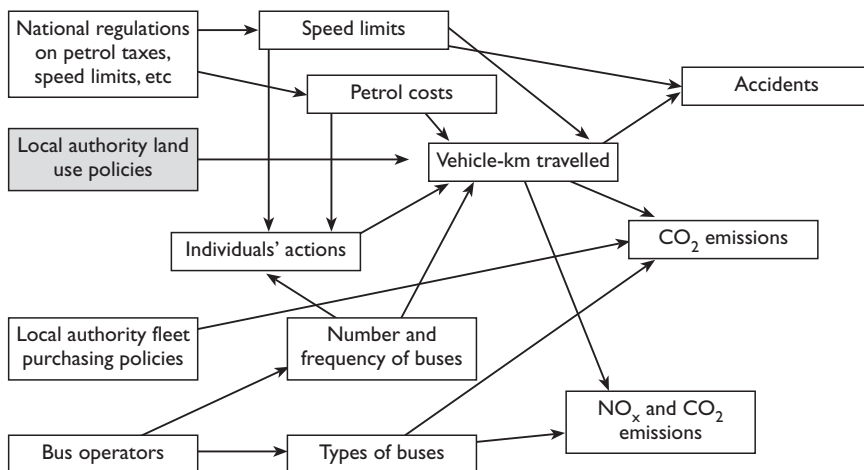 National regulations
on petrol taxes,
speed limits, etc
Speed limits
Petrol costs
Accidents
Local authority land
use policies
Vehicle-km travelled
Individuals’ actions
CO₂ emissions
Local authority fleet
purchasing policies
Number and
frequency of buses
NOₓ and CO₂
emissions
Bus operators
Types of buses